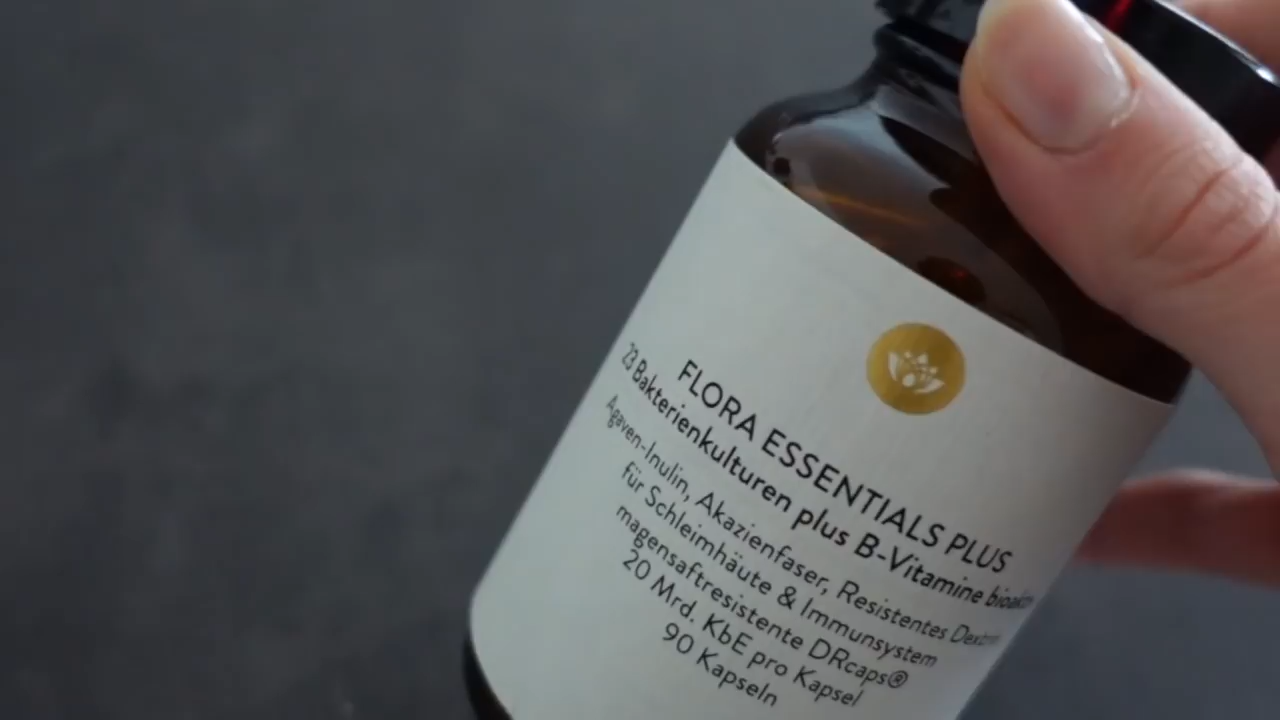 FLORA ESSENTIALS PLUS
23 Bakterienkulturen plus B-Vitamine
Agaven-Inulin, Akazienfaser, Resistentes
für Schleimhäute & Immunsystem
magensaftresistente DRcaps®
20 Mrd. KbE pro Kapsel
90 Kapseln